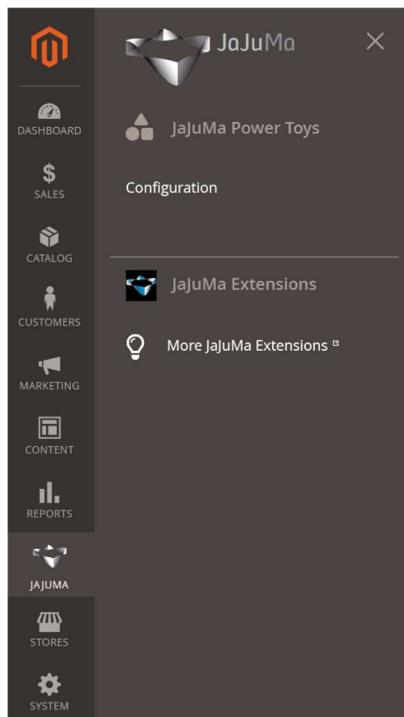 DASHBOARD
SALES
CATALOG
CUSTOMERS
MARKETING
CONTENT
REPORTS
JAJUMA
STORES
SYSTEM
JaJuMa
JaJuMa Power Toys
Configuration
JaJuMa Extensions
More JaJuMa Extensions